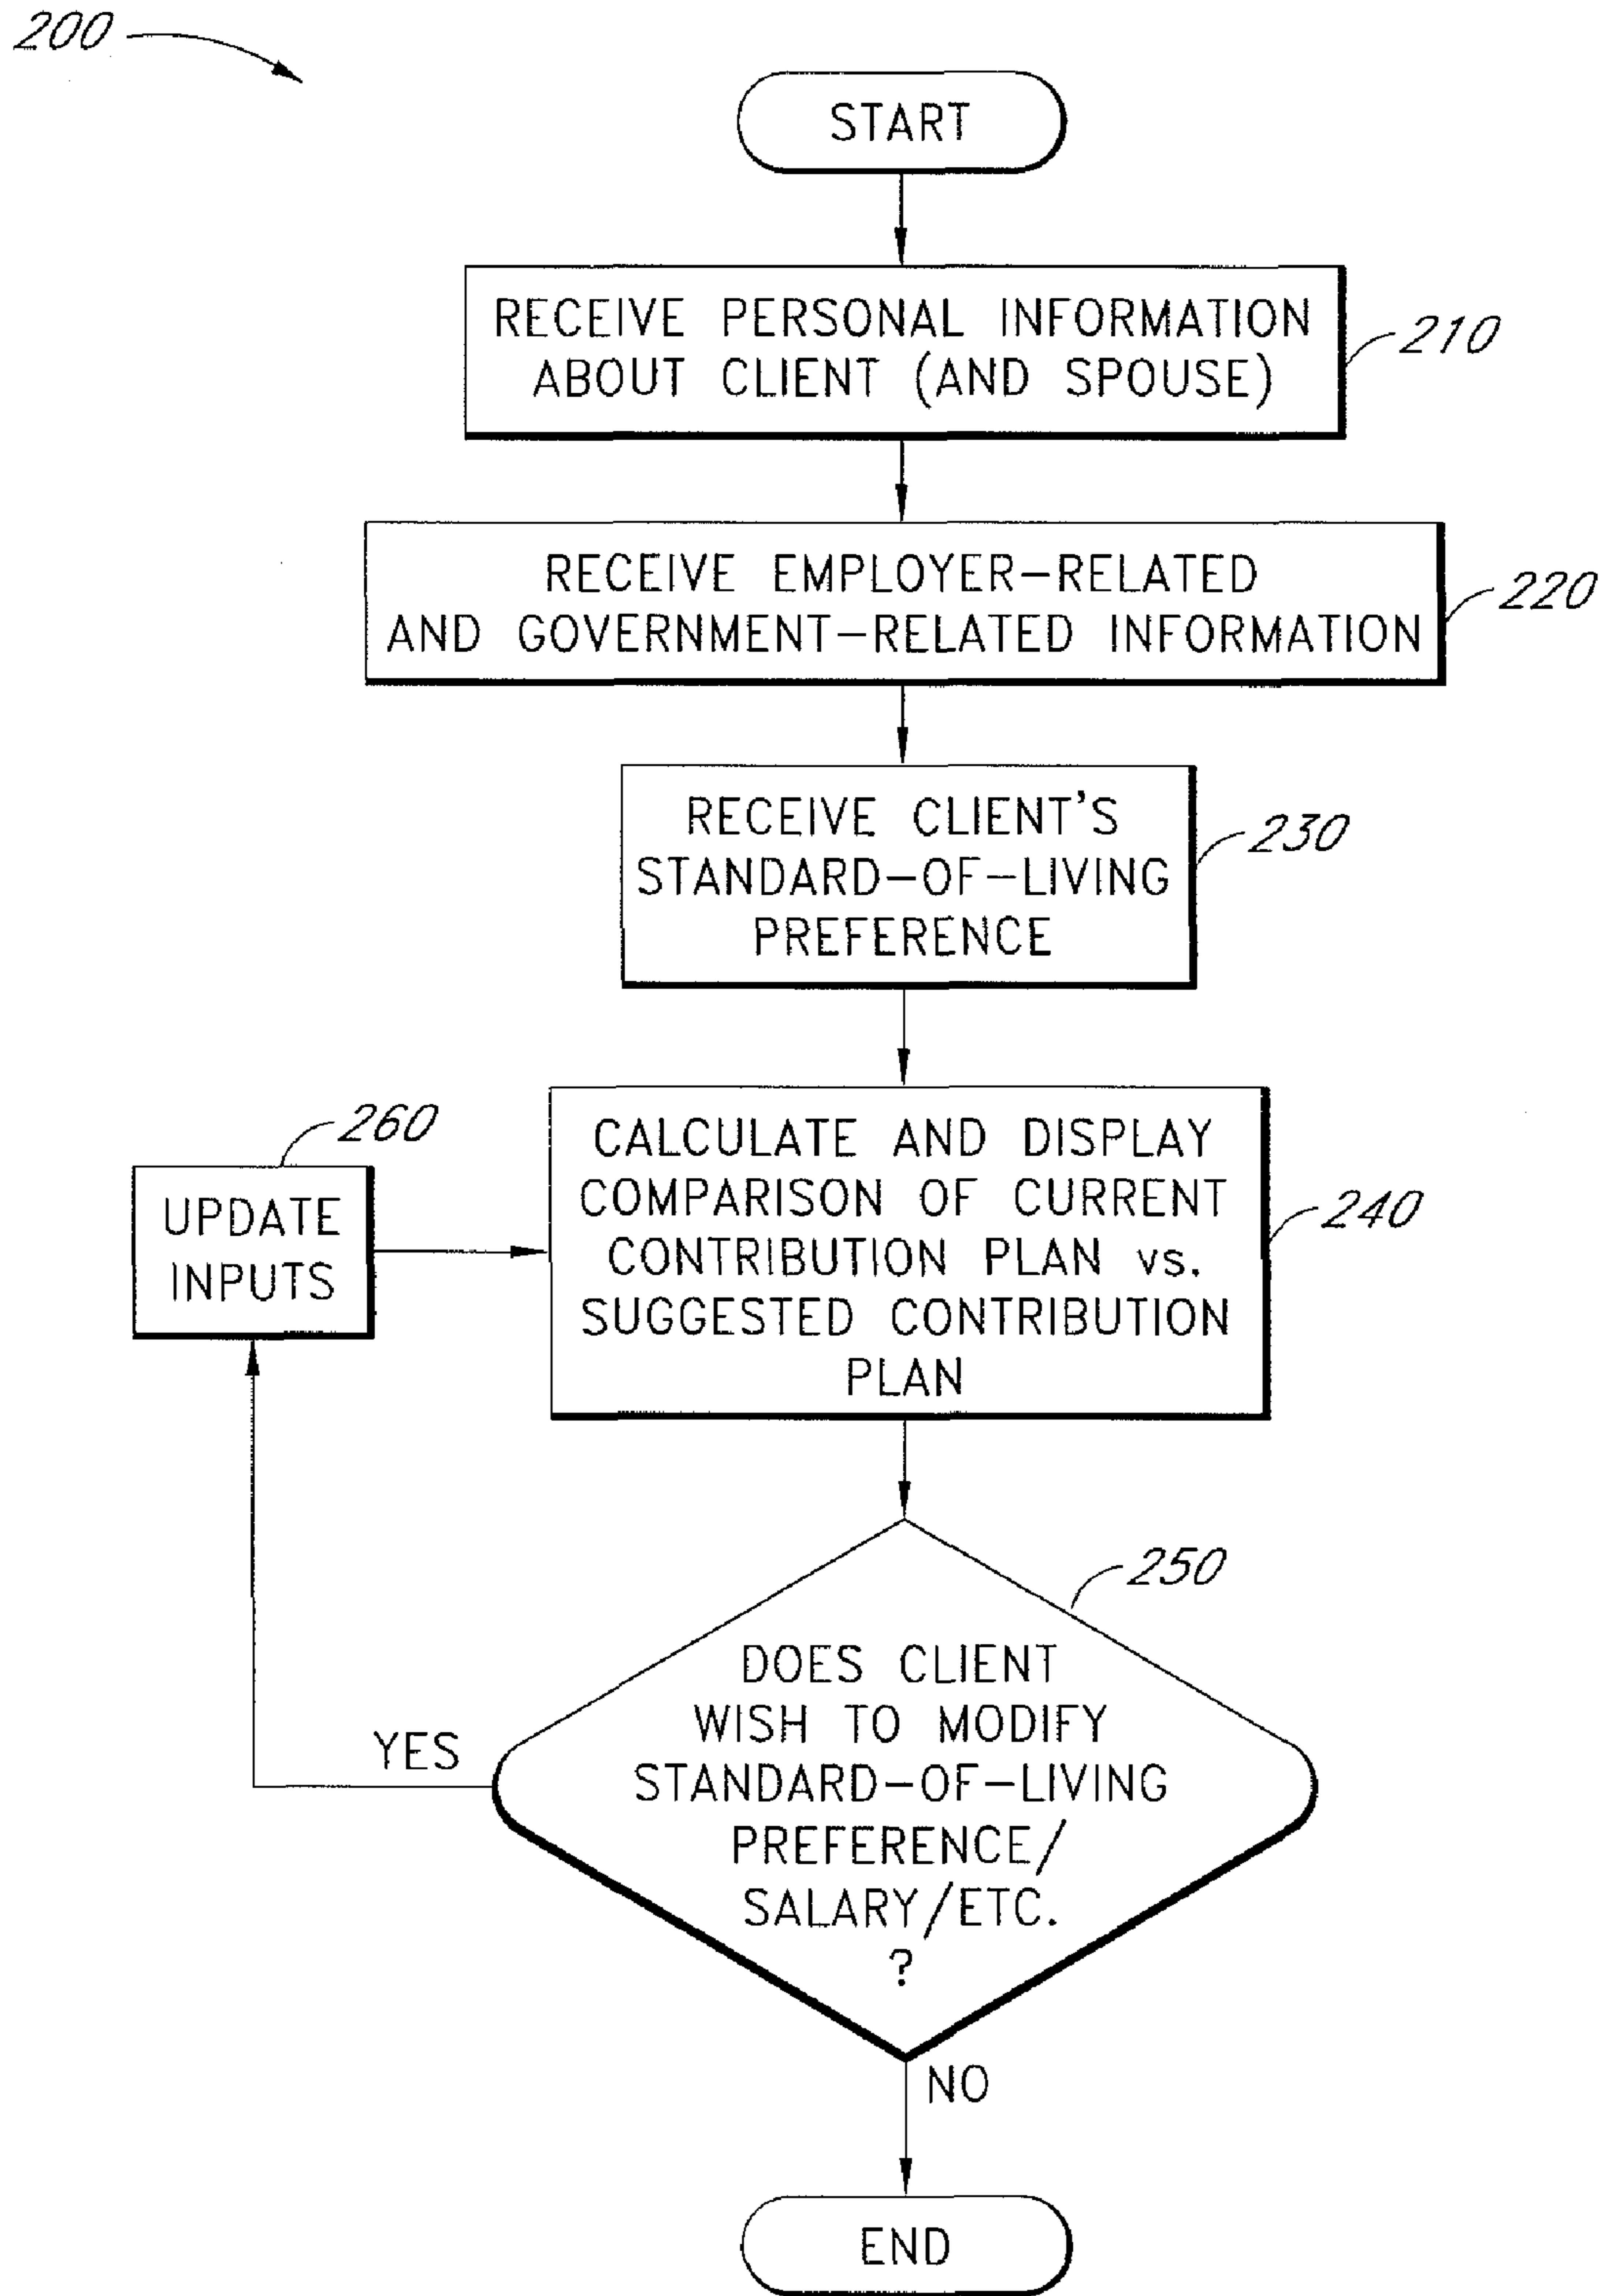 200
START
RECEIVE PERSONAL INFORMATION
ABOUT CLIENT (AND SPOUSE)
210
RECEIVE EMPLOYER-RELATED
AND GOVERNMENT-RELATED INFORMATION
220
RECEIVE CLIENT'S
STANDARD-OF-LIVING
PREFERENCE
230
CALCULATE AND DISPLAY
COMPARISON OF CURRENT
CONTRIBUTION PLAN vs.
SUGGESTED CONTRIBUTION
PLAN
240
260
UPDATE
INPUTS
250
DOES CLIENT
WISH TO MODIFY
STANDARD-OF-LIVING
PREFERENCE/
SALARY/ETC.
?
YES
NO
END